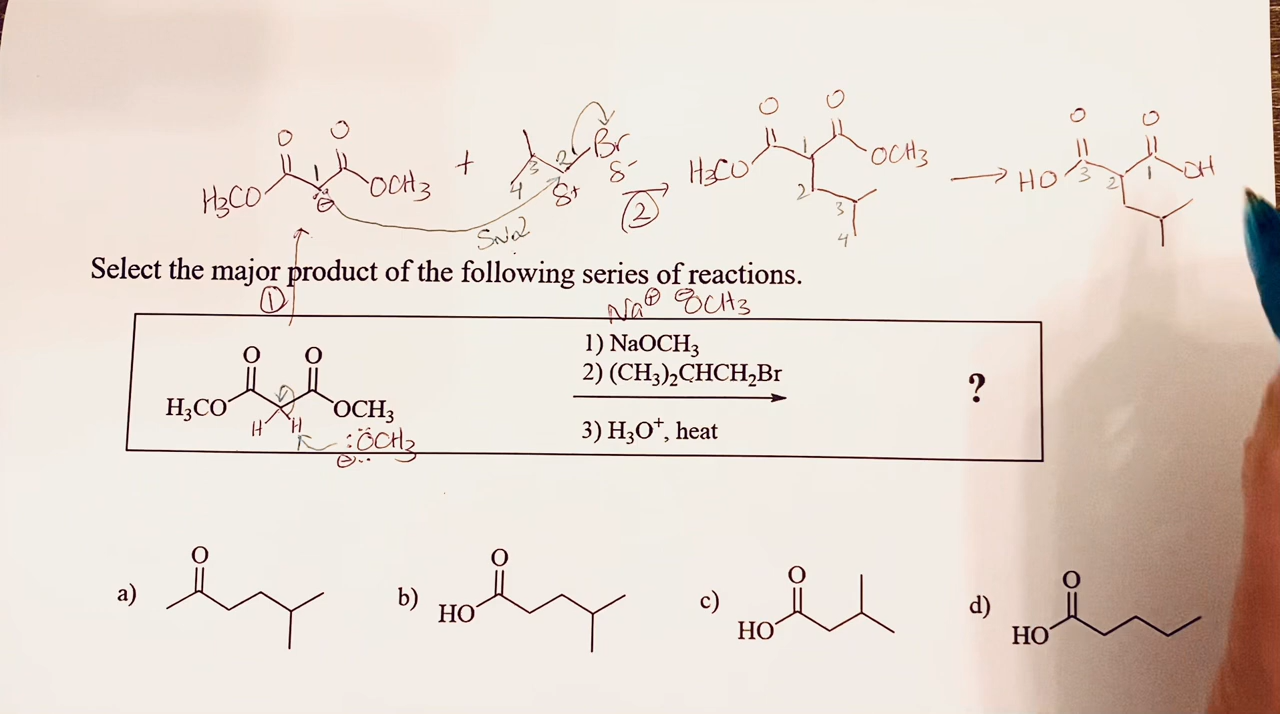 O O O O O O
H₃CO 1 ⊖ OCH₃ + 4 3 2 Br δ+ δ- ② H₃CO 1 OCH₃ 2 3 4 HO 3 2 1 OH
SN2
Select the major product of the following series of reactions.
① Na⊕ ⊖OCH₃
O O 1) NaOCH₃
2) (CH₃)₂CHCH₂Br ?
H₃CO OCH₃
H H :ÖCH₃ 3) H₃O⁺, heat
⊖
O O O O
a) b) HO c) HO d) HO